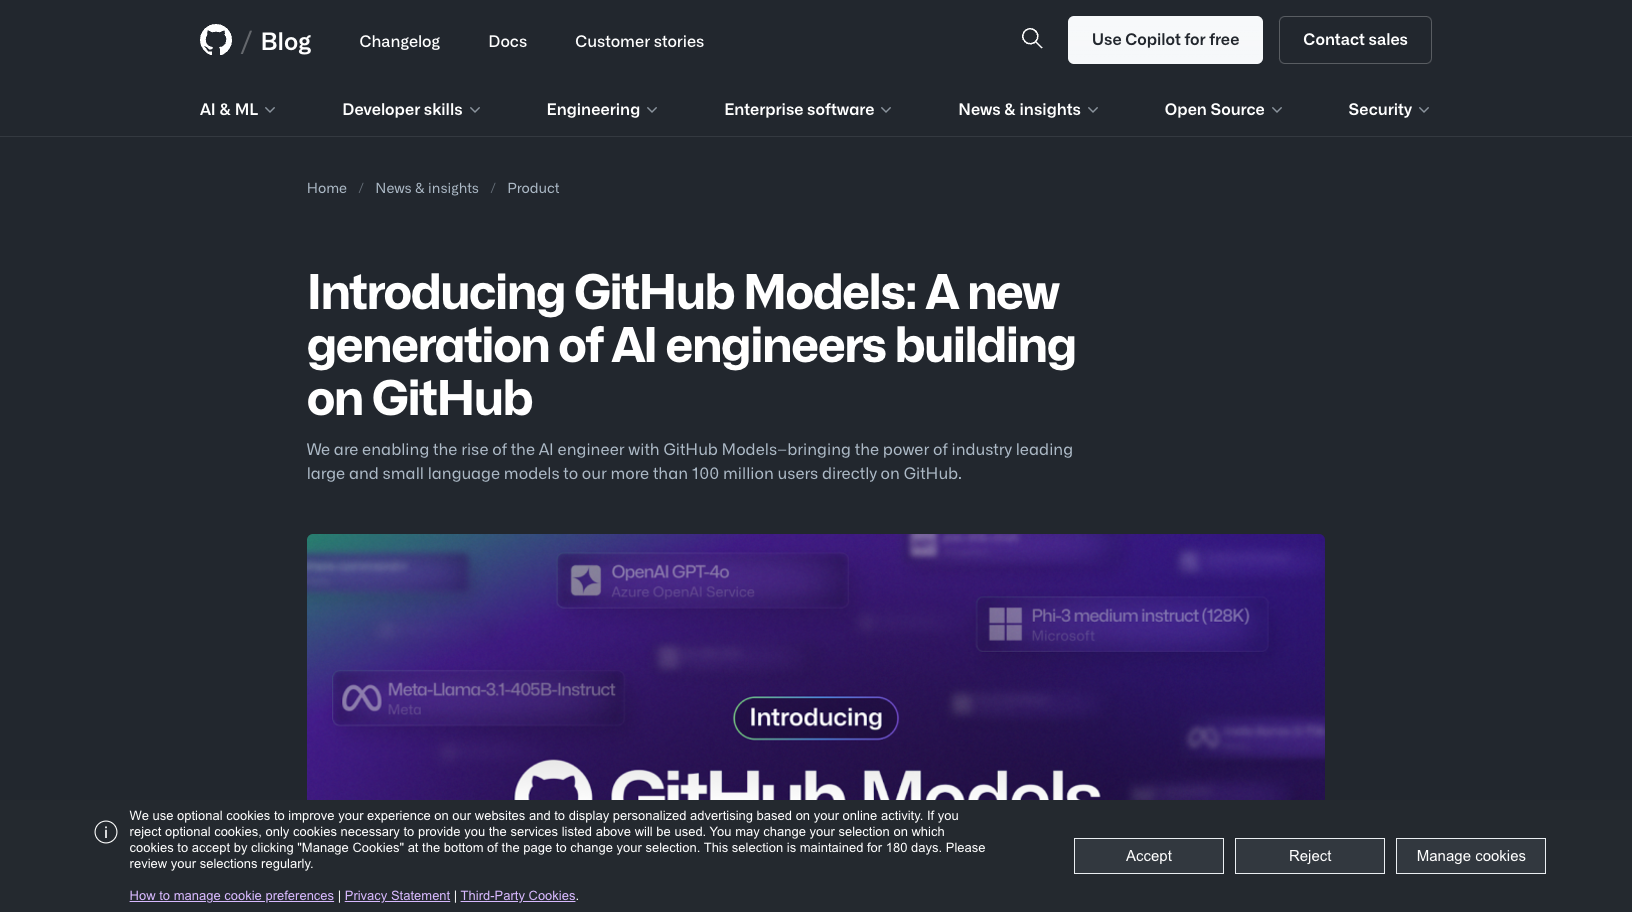 / Blog
Changelog
Docs
Customer stories
Use Copilot for free
Contact sales
AI & ML
Developer skills
Engineering
Enterprise software
News & insights
Open Source
Security
Home / News & insights / Product
Introducing GitHub Models: A new
generation of AI engineers building
on GitHub
We are enabling the rise of the AI engineer with GitHub Models–bringing the power of industry leading
large and small language models to our more than 100 million users directly on GitHub.
OpenAI GPT-4o
Azure OpenAI Service
Phi-3 medium instruct (128K)
Microsoft
Meta-Llama-3.1-405B-Instruct
Meta
Introducing
GitHub Models
We use optional cookies to improve your experience on our websites and to display personalized advertising based on your online activity. If you
reject optional cookies, only cookies necessary to provide you the services listed above will be used. You may change your selection on which
cookies to accept by clicking "Manage Cookies" at the bottom of the page to change your selection. This selection is maintained for 180 days. Please
review your selections regularly.
How to manage cookie preferences | Privacy Statement | Third-Party Cookies.
Accept
Reject
Manage cookies